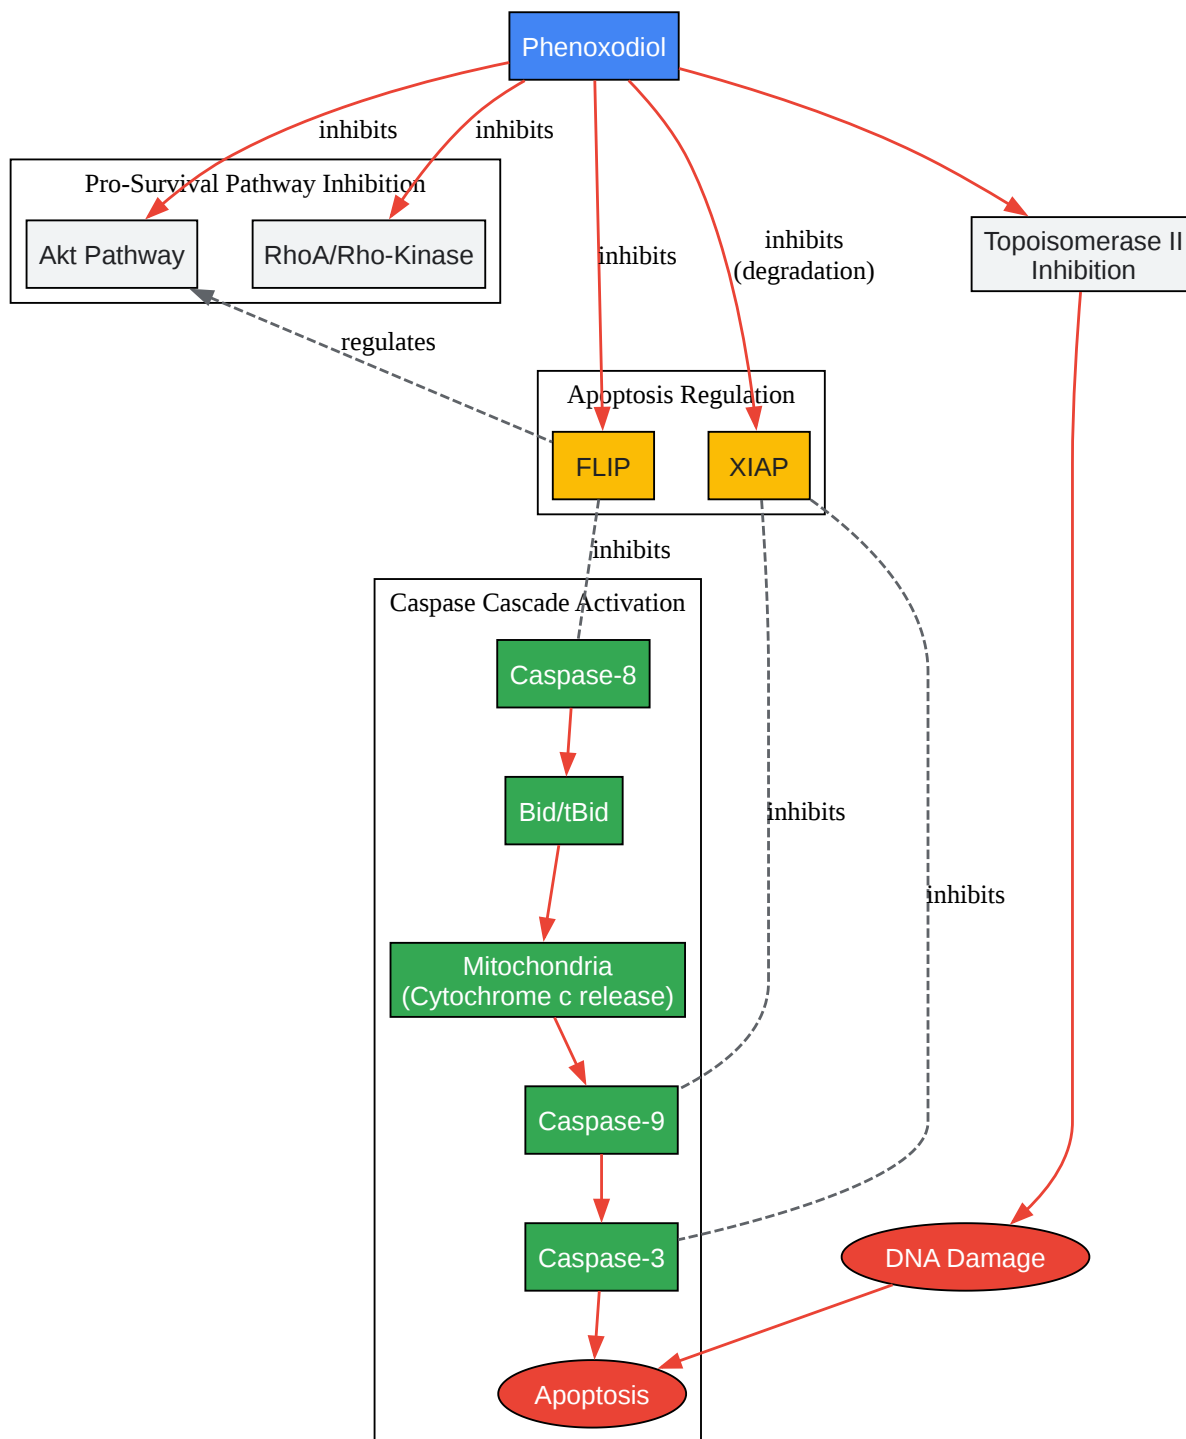 Phenoxodiol
inhibits
inhibits
Pro-Survival Pathway Inhibition
Akt Pathway
RhoA/Rho-Kinase
inhibits
inhibits
(degradation)
Topoisomerase II
Inhibition
regulates
Apoptosis Regulation
FLIP
XIAP
inhibits
Caspase Cascade Activation
Caspase-8
Bid/tBid
inhibits
inhibits
Mitochondria
(Cytochrome c release)
Caspase-9
Caspase-3
DNA Damage
Apoptosis